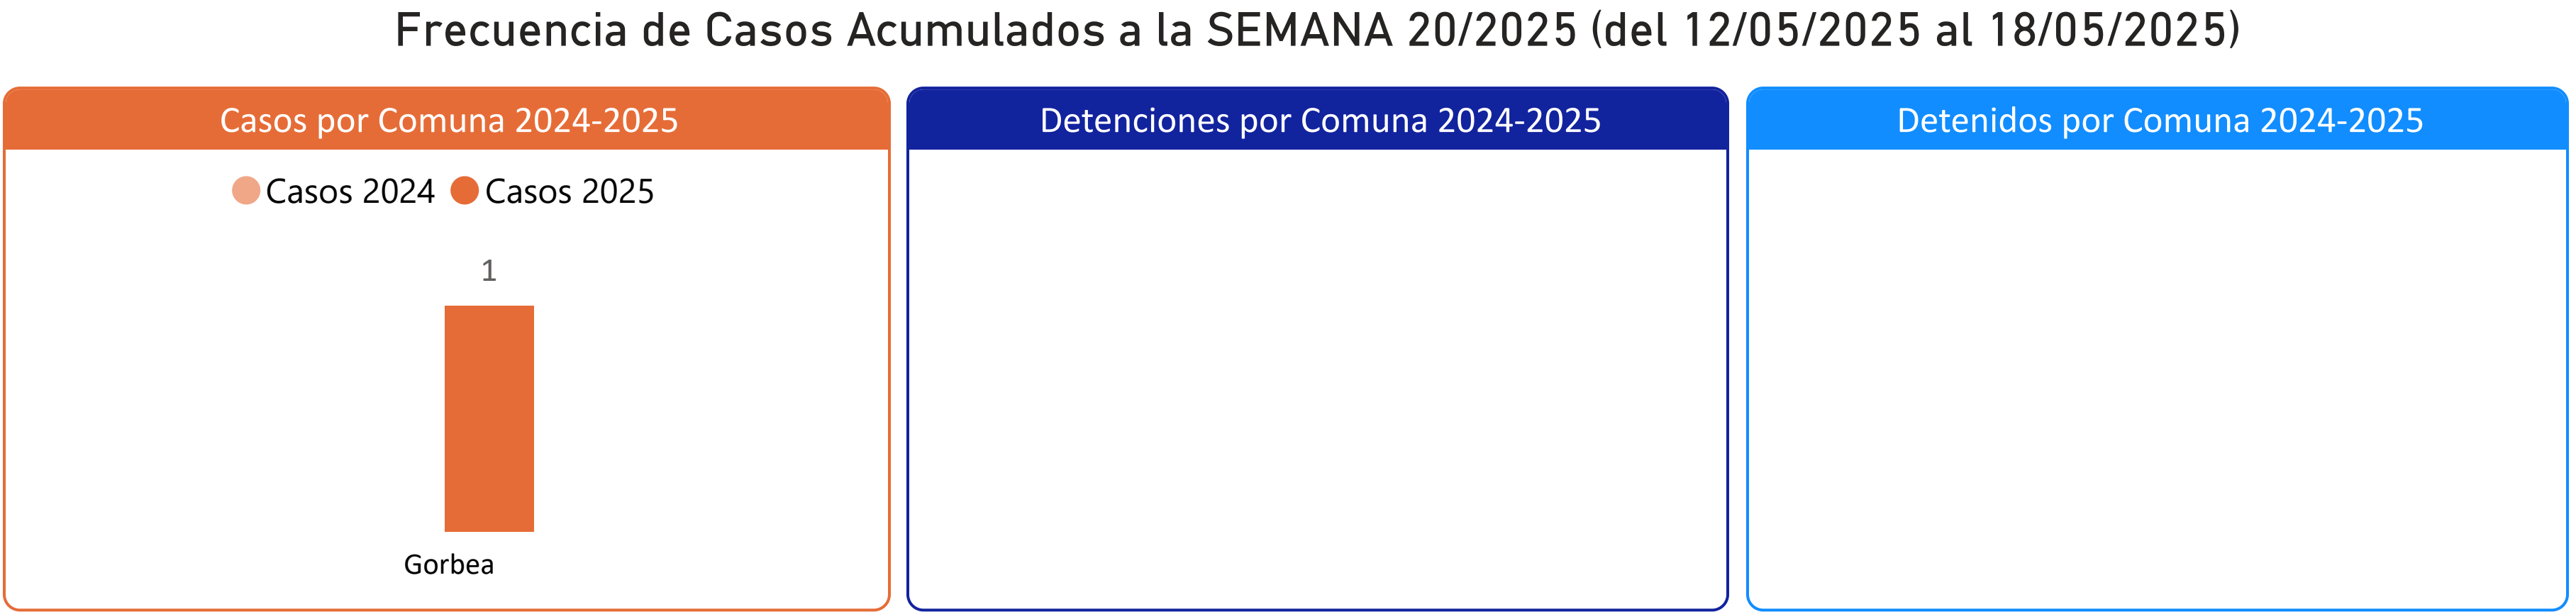 Frecuencia de Casos Acumulados a la SEMANA 20/2025 (del 12/05/2025 al 18/05/2025)
Casos por Comuna 2024-2025
Casos 2024 Casos 2025
1
Gorbea
Detenciones por Comuna 2024-2025
Detenidos por Comuna 2024-2025